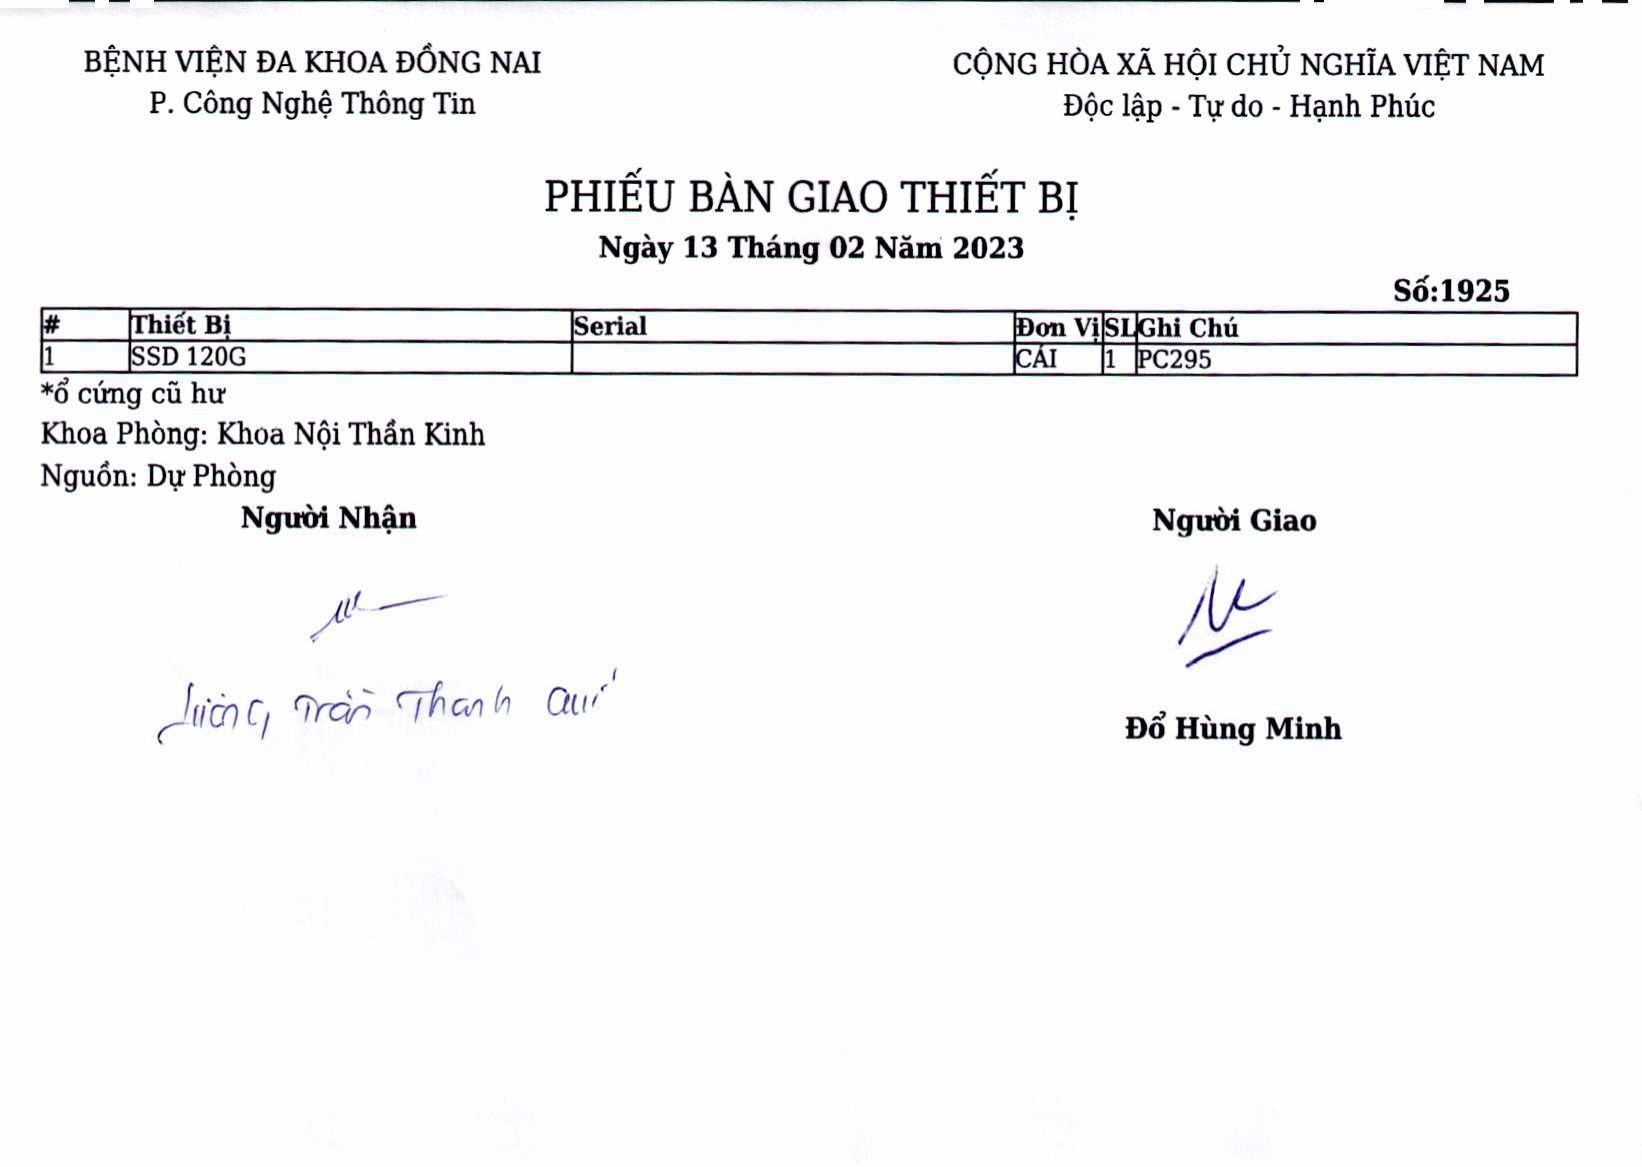 BỆNH VIỆN ĐA KHOA ĐỒNG NAI
P. Công Nghệ Thông Tin
CỘNG HÒA XÃ HỘI CHỦ NGHĨA VIỆT NAM
Độc lập - Tự do - Hạnh Phúc
PHIẾU BÀN GIAO THIẾT BỊ
Ngày 13 Tháng 02 Năm 2023
Số:1925
# Thiết Bị Serial Đơn Vị SL Ghi Chú
1 SSD 120G CÁI 1 PC295
*ổ cứng cũ hư
Khoa Phòng: Khoa Nội Thần Kinh
Nguồn: Dự Phòng
Người Nhận Người Giao
Trần Thanh
Đổ Hùng Minh